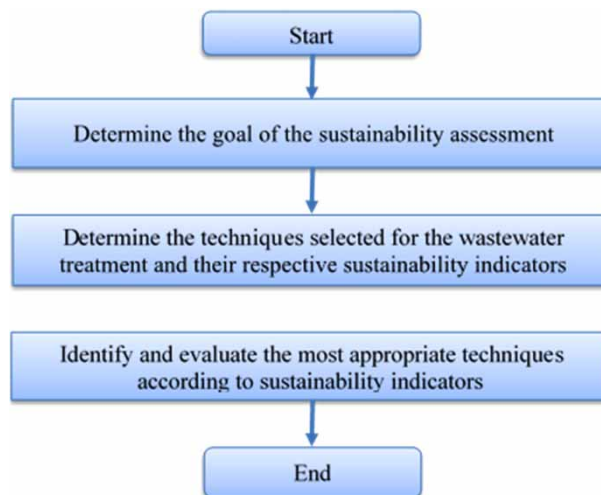 Start
Determine the goal of the sustainability assessment
Determine the techniques selected for the wastewater
treatment and their respective sustainability indicators
Identify and evaluate the most appropriate techniques
according to sustainability indicators
End